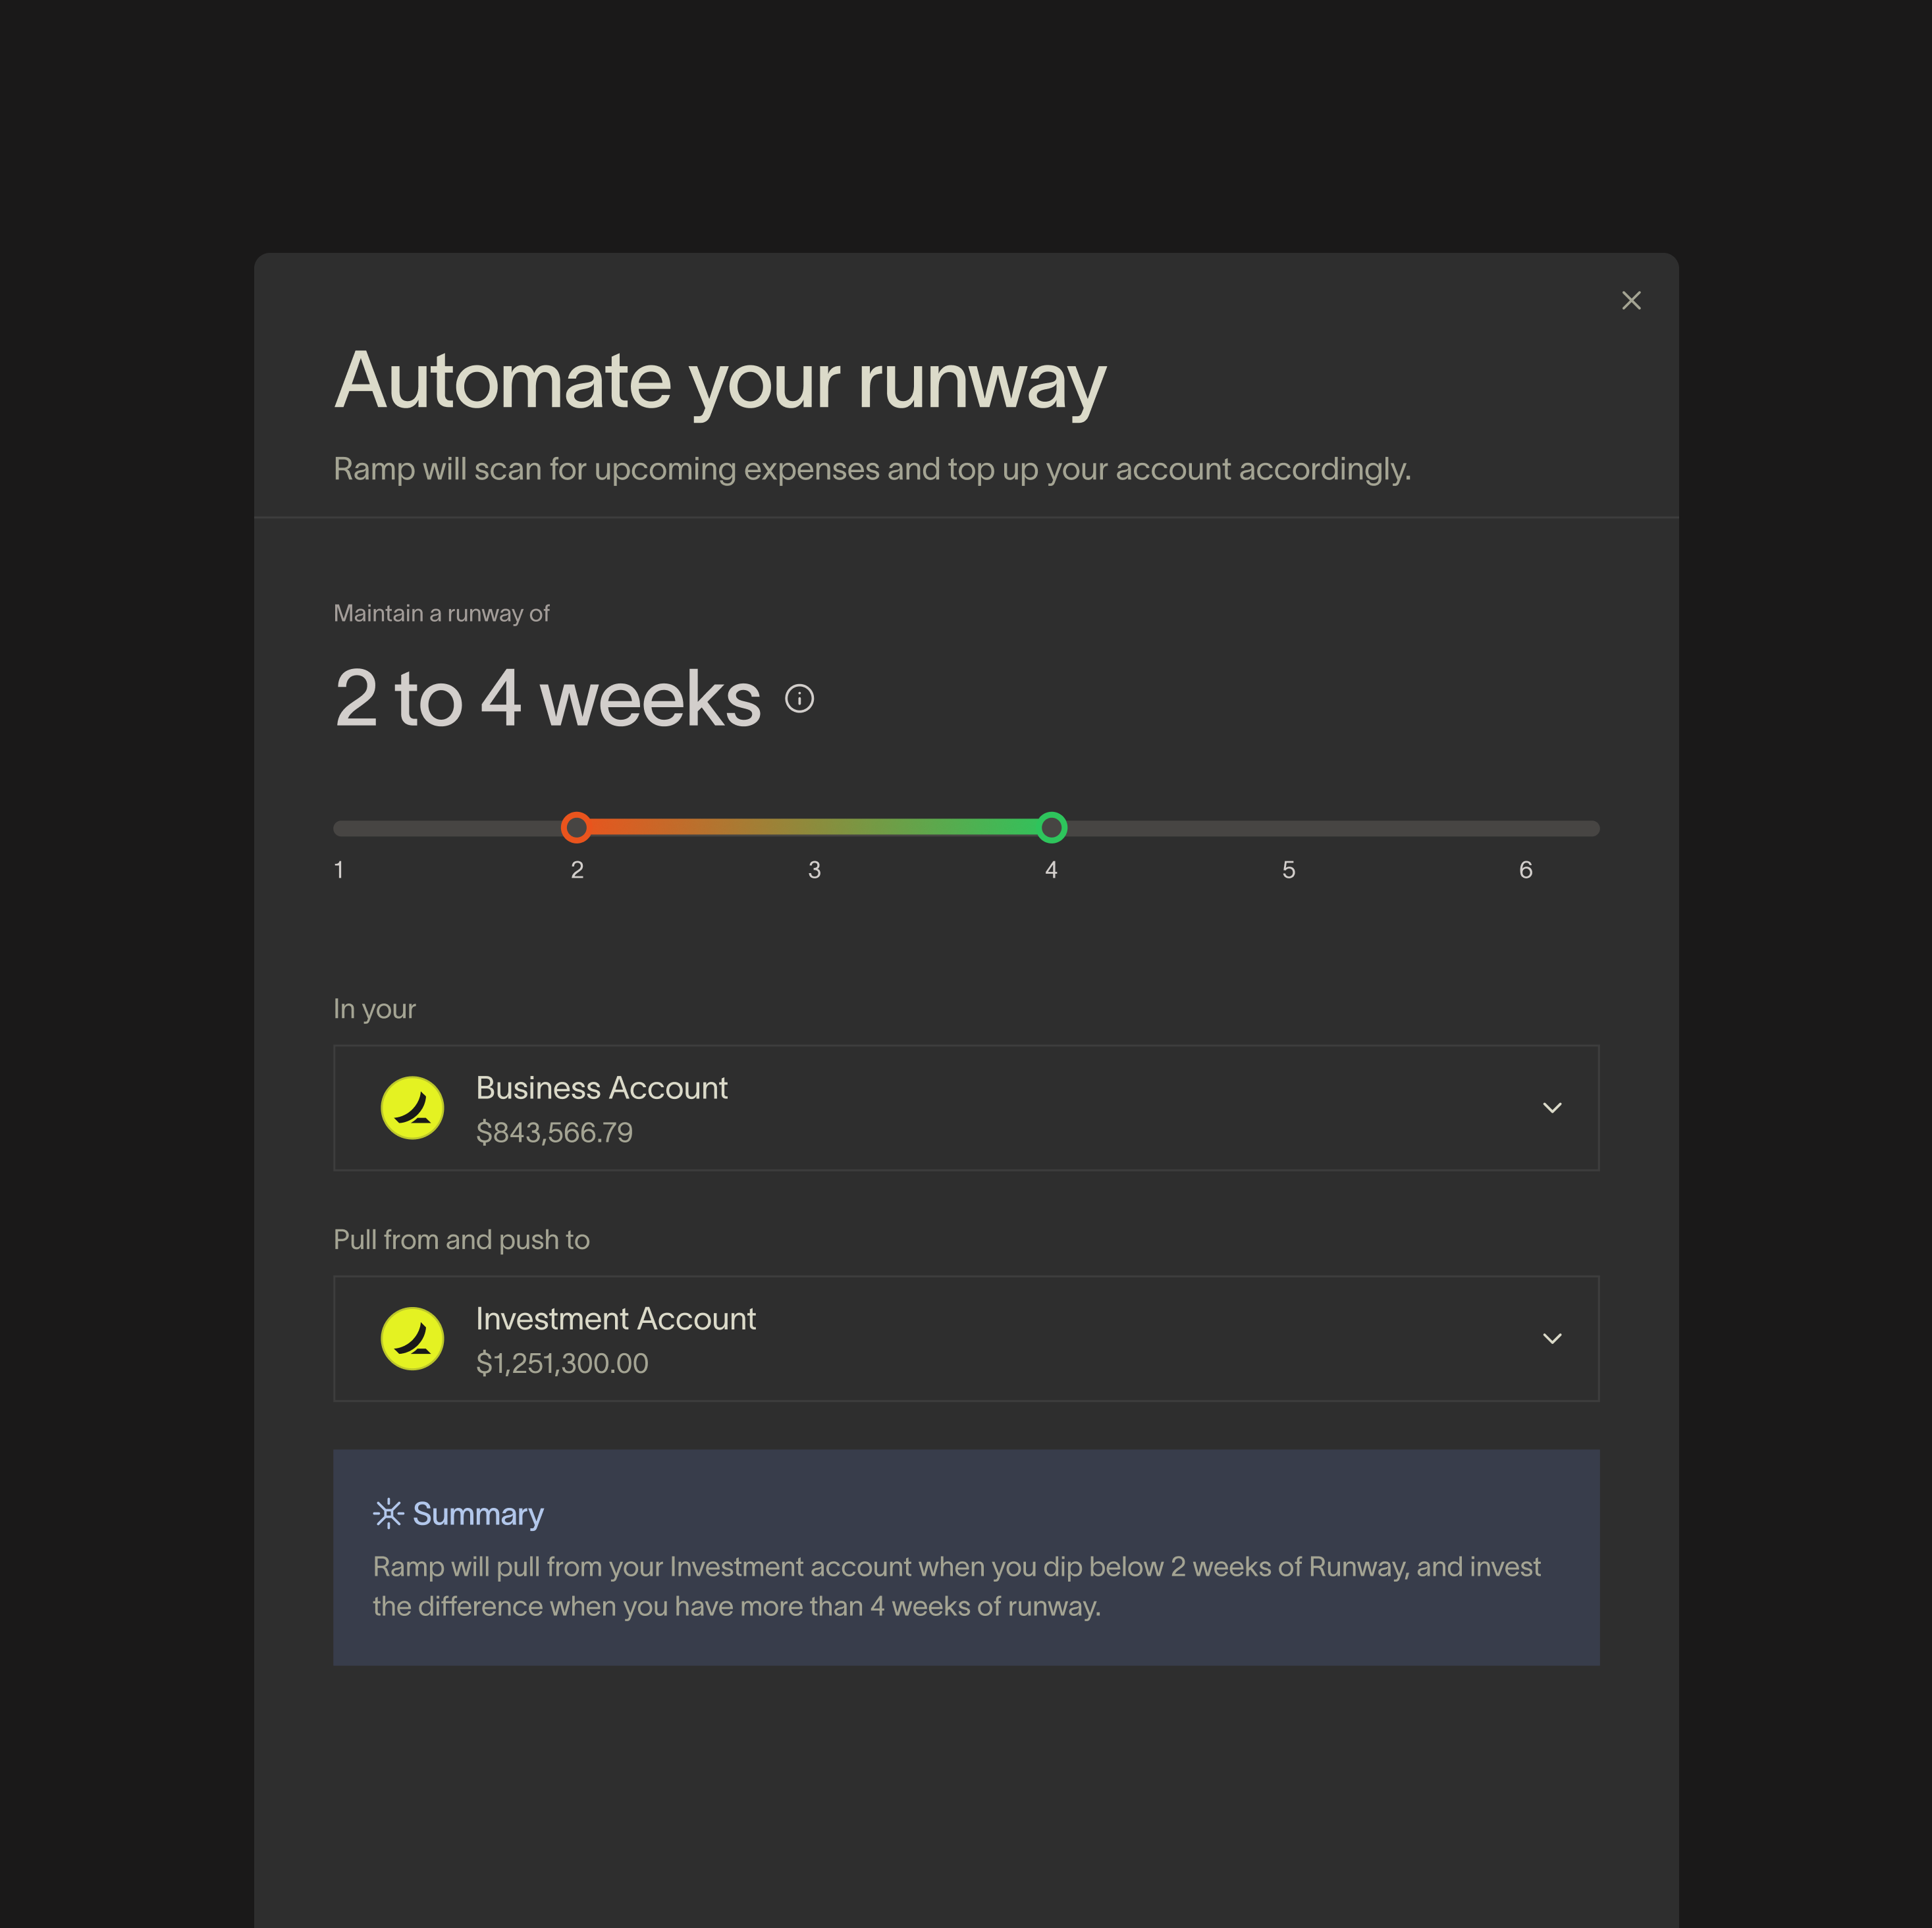 Automate your runway
Ramp will scan for upcoming expenses and top up your account accordingly.
Maintain a runway of
2 to 4 weeks
1 2 3 4 5 6
In your
Business Account
$843,566.79
Pull from and push to
Investment Account
$1,251,300.00
Summary
Ramp will pull from your Investment account when you dip below 2 weeks of Runway, and invest
the difference when you have more than 4 weeks of runway.